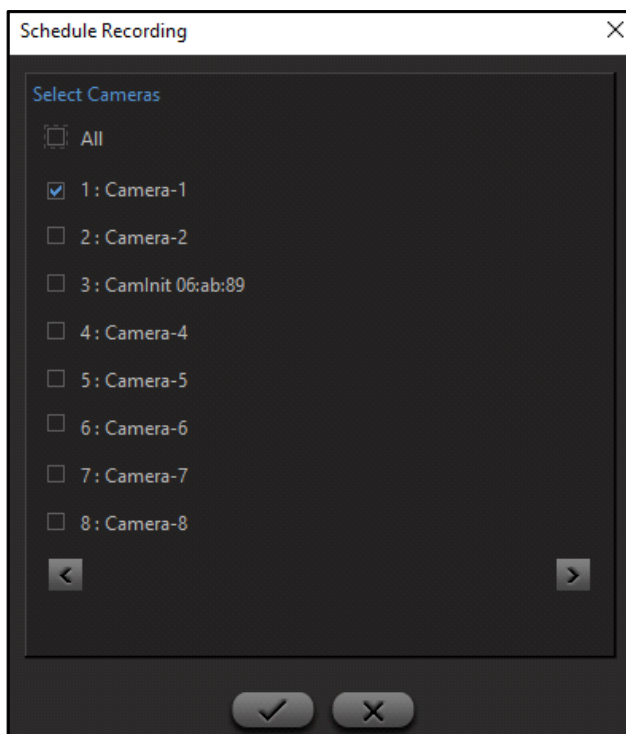 Schedule Recording
Select Cameras
All
1 : Camera-1
2 : Camera-2
3 : CamInit 06:ab:89
4 : Camera-4
5 : Camera-5
6 : Camera-6
7 : Camera-7
8 : Camera-8